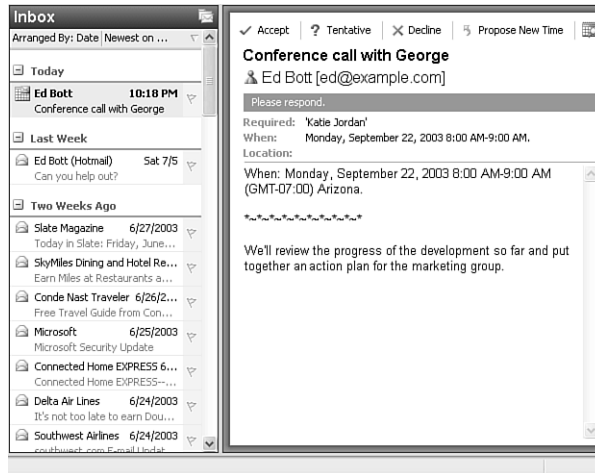 Inbox
Arranged By: Date Newest on ...
Today
Ed Bott 10:18 PM
Conference call with George
Last Week
Ed Bott (Hotmail) Sat 7/5
Can you help out?
Two Weeks Ago
Slate Magazine 6/27/2003
Today in Slate: Friday, June...
SkyMiles Dining and Hotel Re...
Earn Miles at Restaurants a...
Conde Nast Traveler 6/26/2...
Free Travel Guide from Con...
Microsoft 6/25/2003
Microsoft Security Update
Connected Home EXPRESS 6...
Connected Home EXPRESS--...
Delta Air Lines 6/24/2003
It's not too late to earn Dou...
Southwest Airlines 6/24/2003
southwest.com E-mail Updat...
Accept ? Tentative Decline Propose New Time
Conference call with George
Ed Bott [ed@example.com]
Please respond.
Required: 'Katie Jordan'
When: Monday, September 22, 2003 8:00 AM-9:00 AM.
Location:
When: Monday, September 22, 2003 8:00 AM-9:00 AM
(GMT-07:00) Arizona.
*~*~*~*~*~*~*~*~*~*
We'll review the progress of the development so far and put
together an action plan for the marketing group.